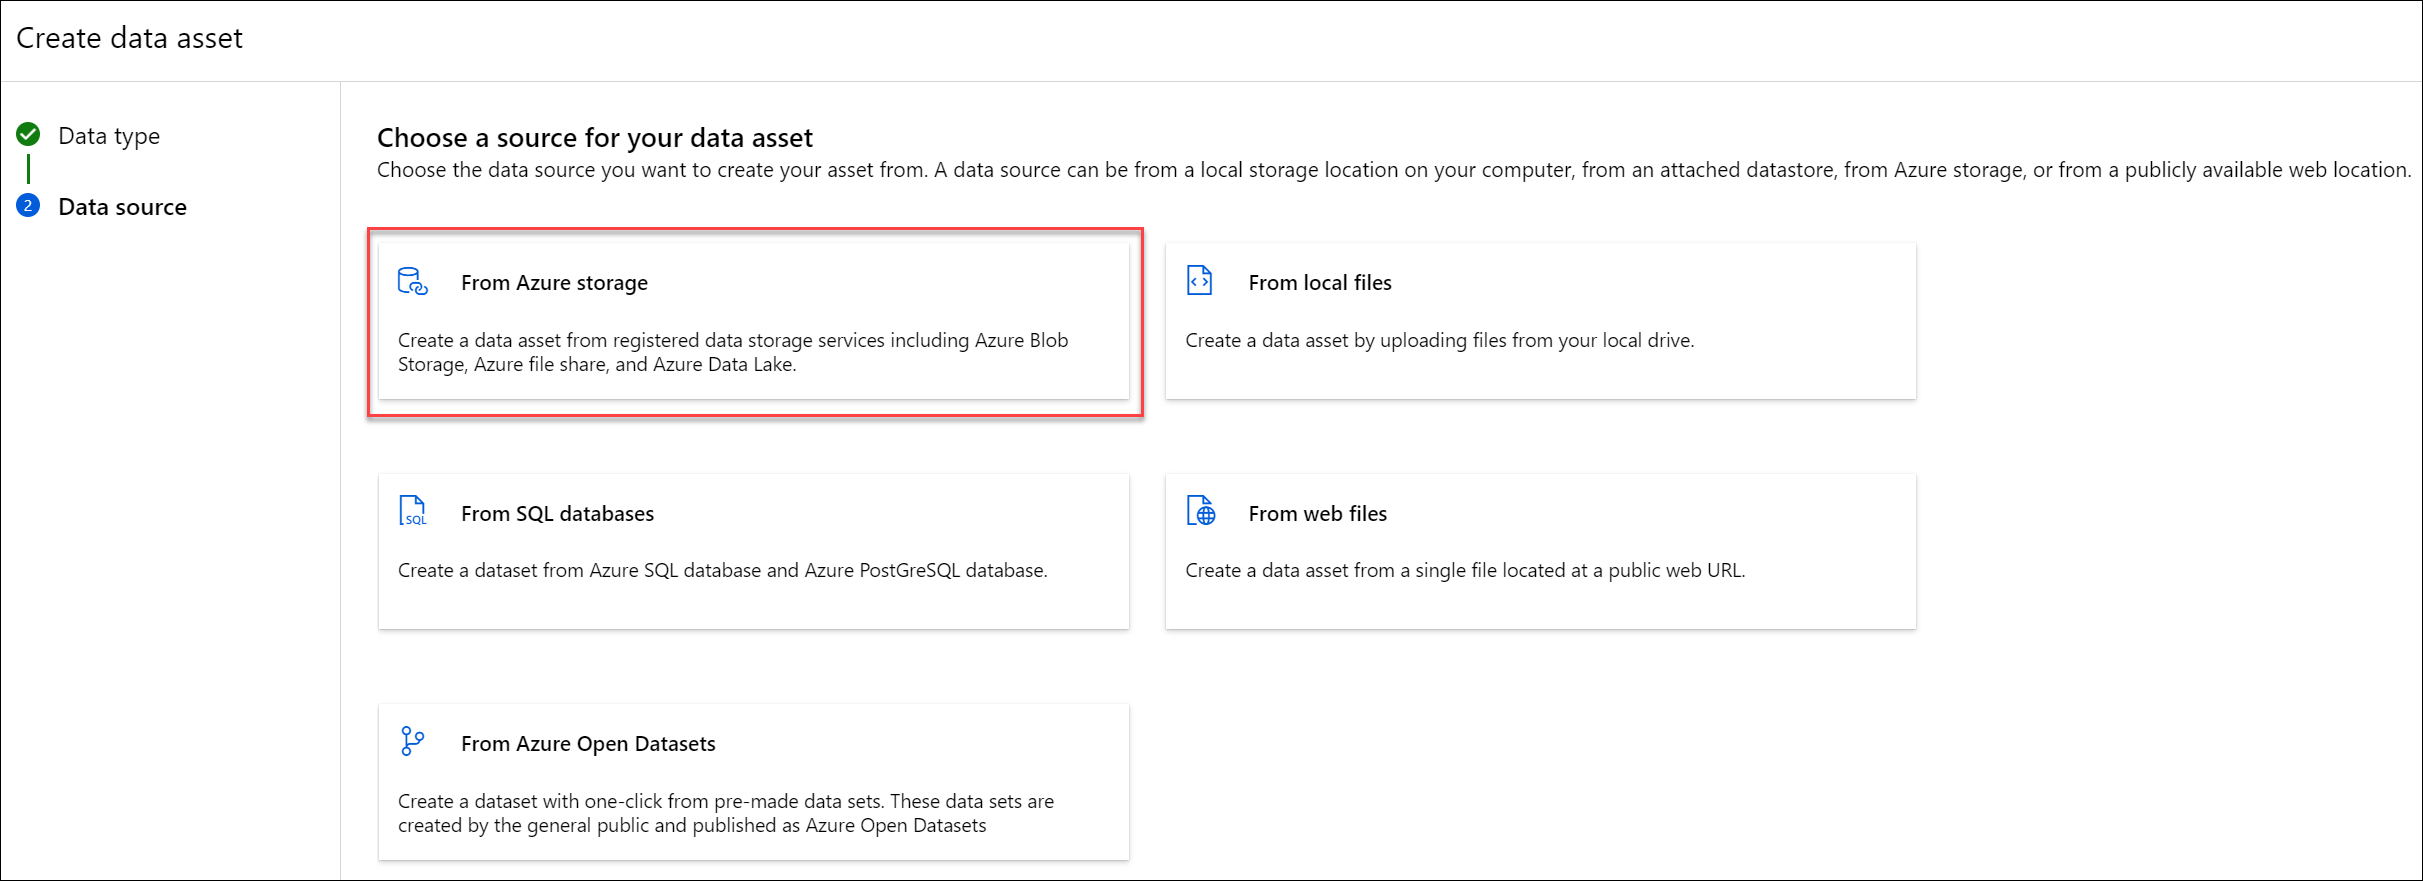 Create data asset
Data type
2
Data source
Choose a source for your data asset
Choose the data source you want to create your asset from. A data source can be from a local storage location on your computer, from an attached datastore, from Azure storage, or from a publicly available web location.
From Azure storage
Create a data asset from registered data storage services including Azure Blob
Storage, Azure file share, and Azure Data Lake.
From local files
Create a data asset by uploading files from your local drive.
SQL
From SQL databases
Create a dataset from Azure SQL database and Azure PostGreSQL database.
From web files
Create a data asset from a single file located at a public web URL.
From Azure Open Datasets
Create a dataset with one-click from pre-made data sets. These data sets are
created by the general public and published as Azure Open Datasets